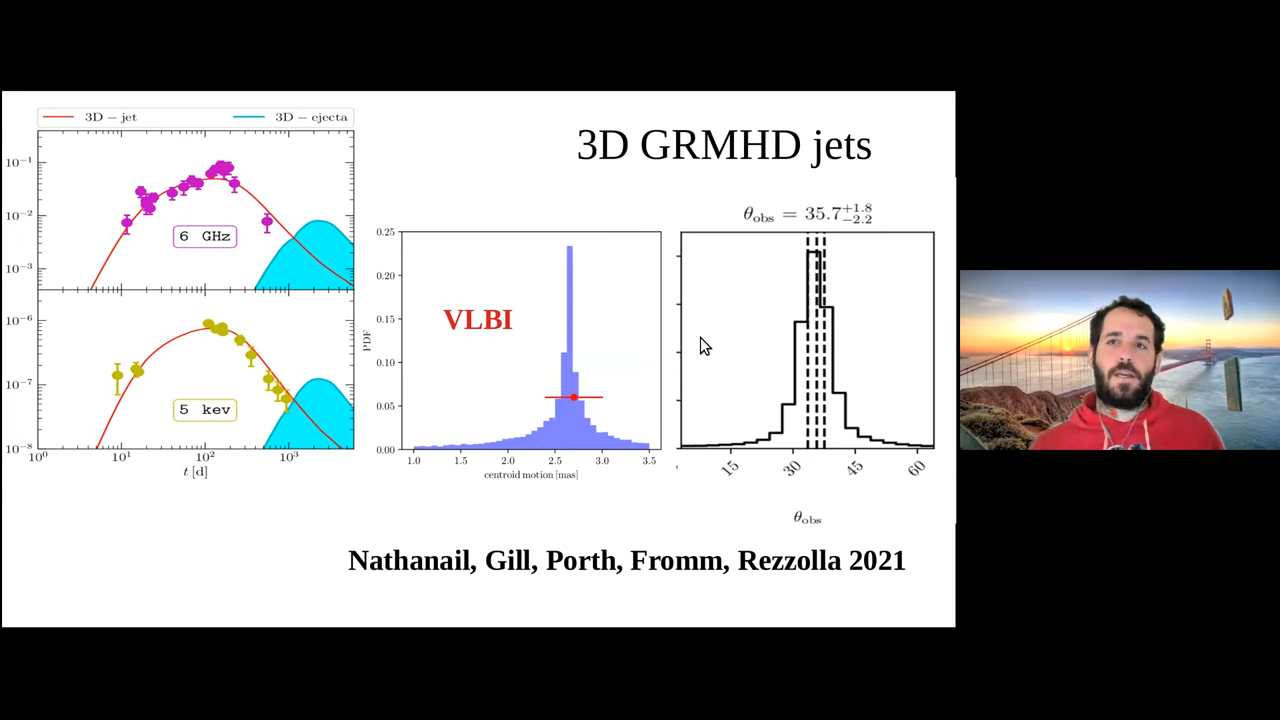 3D − jet
3D − ejecta
3D GRMHD jets
10⁻¹
10⁻²
10⁻³
6 GHz
10⁻⁶
10⁻⁷
10⁻⁸
5 kev
10⁰ 10¹ 10² 10³
t [d]
0.25
0.20
0.15
0.10
0.05
0.00
PDF
VLBI
1.0 1.5 2.0 2.5 3.0 3.5
centroid motion [mas]
θobs = 35.7+1.8−2.2
15 30 45 60
θobs
Nathanail, Gill, Porth, Fromm, Rezzolla 2021